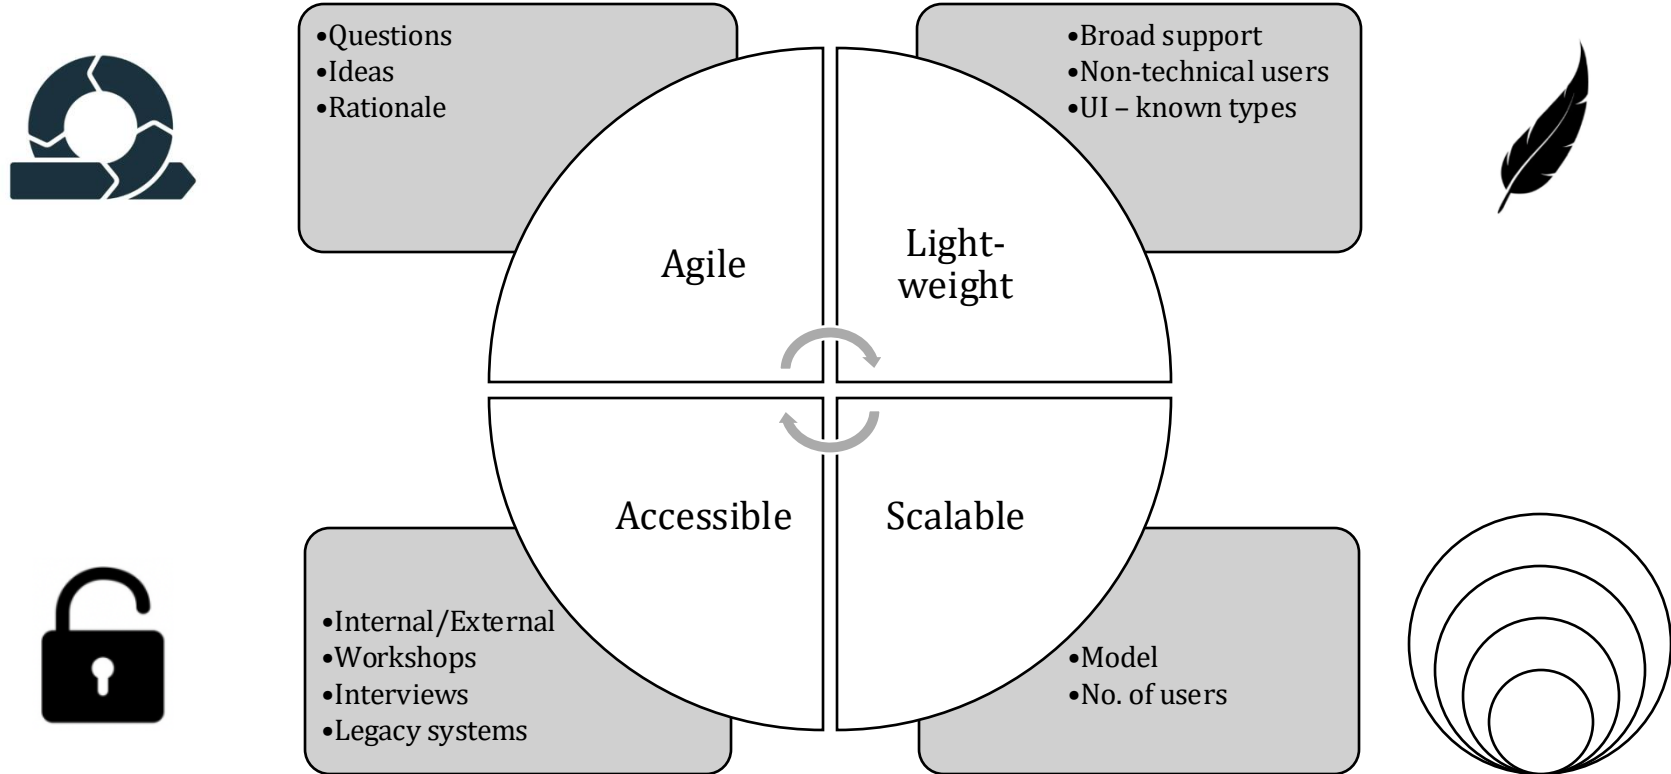 •Questions
•Ideas
•Rationale
•Broad support
•Non-technical users
•UI – known types
Agile
Light-
weight
Accessible
Scalable
•Internal/External
•Workshops
•Interviews
•Legacy systems
•Model
•No. of users